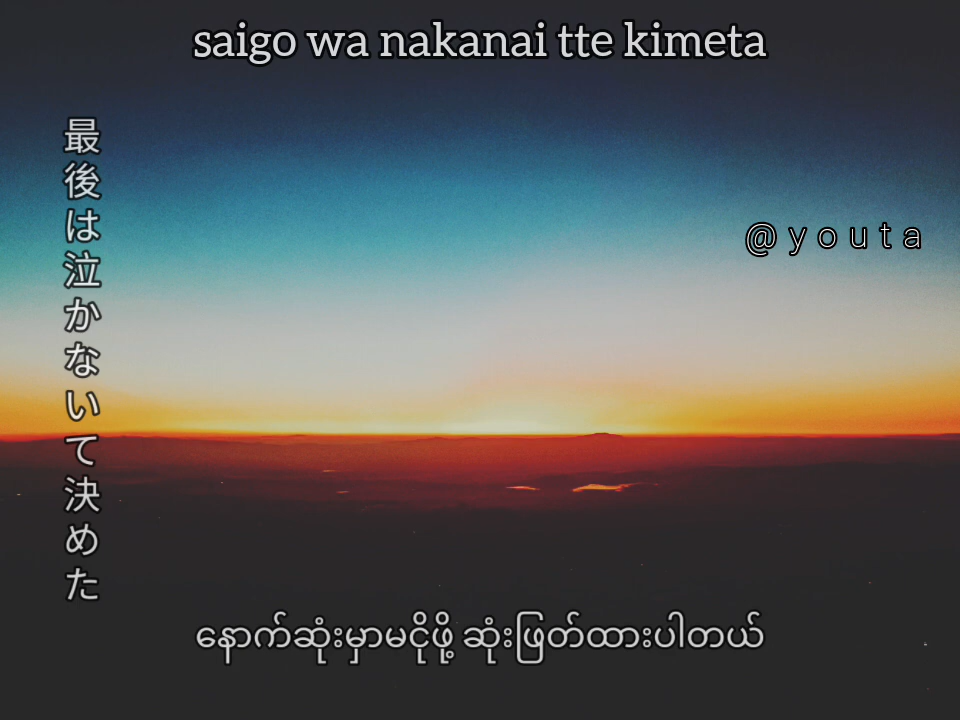 saigo wa nakanai tte kimeta
最後は泣かないて決めた
@youta
နောက်ဆုံးမှာမငိုဖို့ ဆုံးဖြတ်ထားပါတယ်